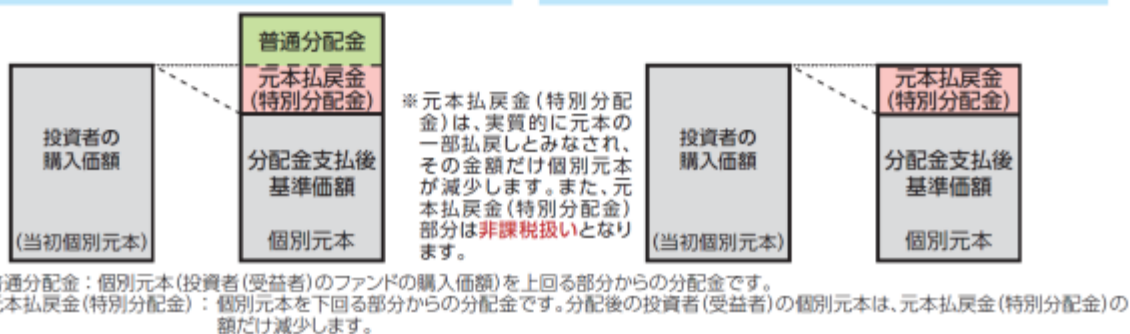 普通分配金
元本払戻金
(特別分配金)
投資者の
購入価額
(当初個別元本)
分配金支払後
基準価額
個別元本
※元本払戻金(特別分配
金)は、実質的に元本の
一部払戻しとみなされ、
その金額だけ個別元本
が減少します。また、元
本払戻金(特別分配金)
部分は非課税扱いとなり
ます。
投資者の
購入価額
(当初個別元本)
元本払戻金
(特別分配金)
分配金支払後
基準価額
個別元本
普通分配金:個別元本(投資者(受益者)のファンドの購入価額)を上回る部分からの分配金です。
元本払戻金(特別分配金):個別元本を下回る部分からの分配金です。分配後の投資者(受益者)の個別元本は、元本払戻金(特別分配金)の
額だけ減少します。